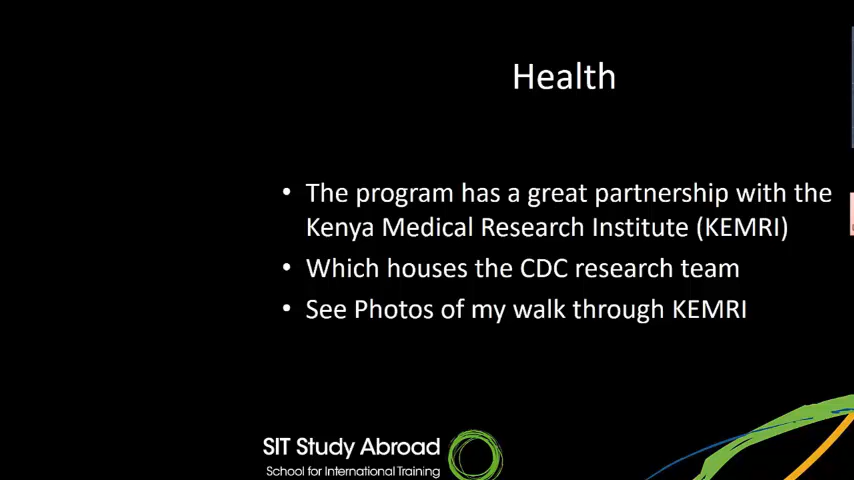 Health
• The program has a great partnership with the
Kenya Medical Research Institute (KEMRI)
• Which houses the CDC research team
• See Photos of my walk through KEMRI
SIT Study Abroad
School for International Training